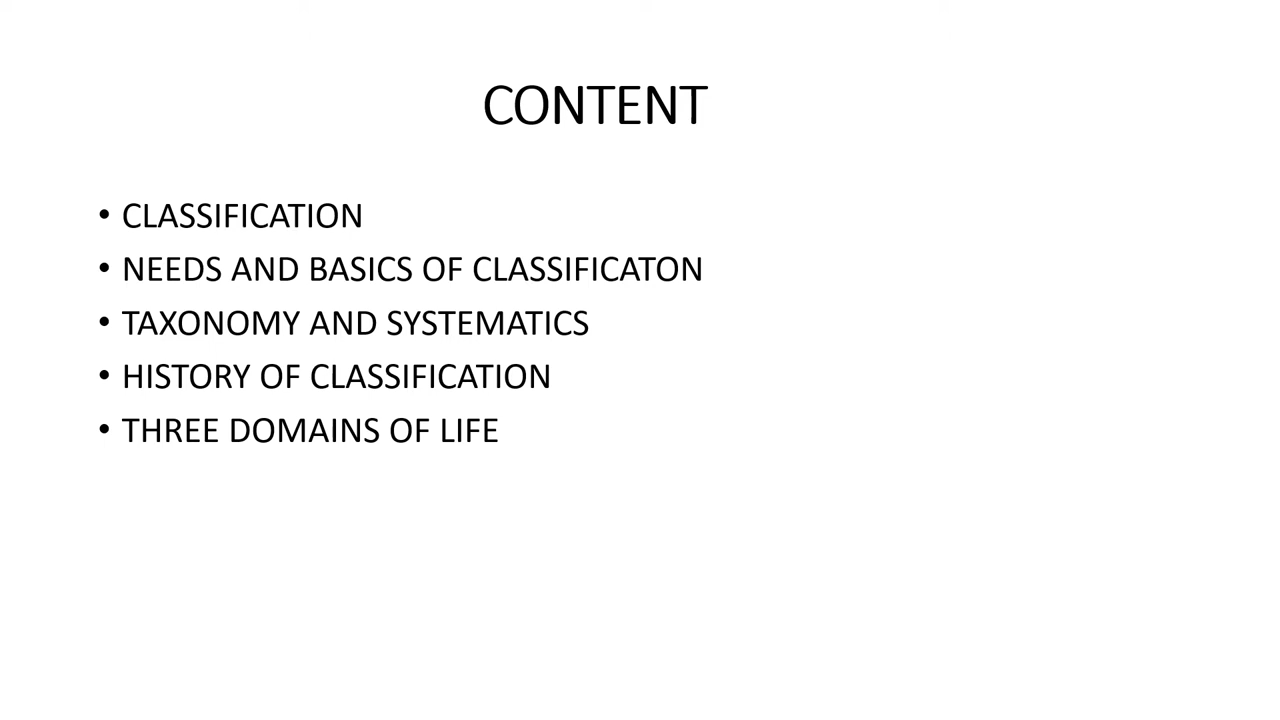 CONTENT
• CLASSIFICATION
• NEEDS AND BASICS OF CLASSIFICATON
• TAXONOMY AND SYSTEMATICS
• HISTORY OF CLASSIFICATION
• THREE DOMAINS OF LIFE